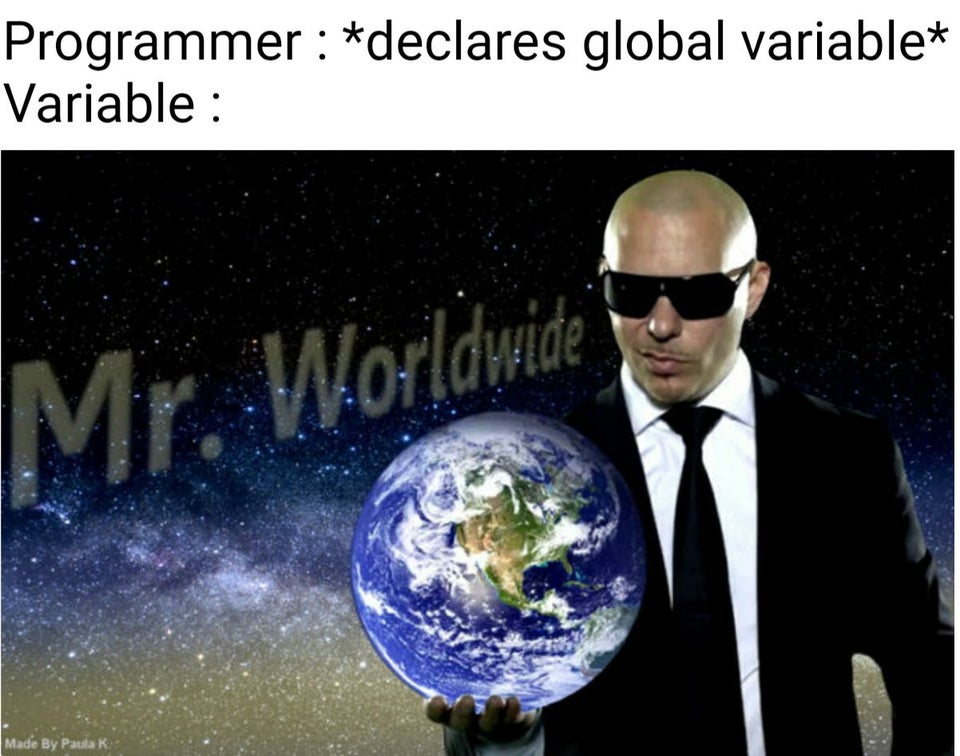 Programmer : *declares global variable*
Variable :
Mr. Worldwide
Made By Paula K